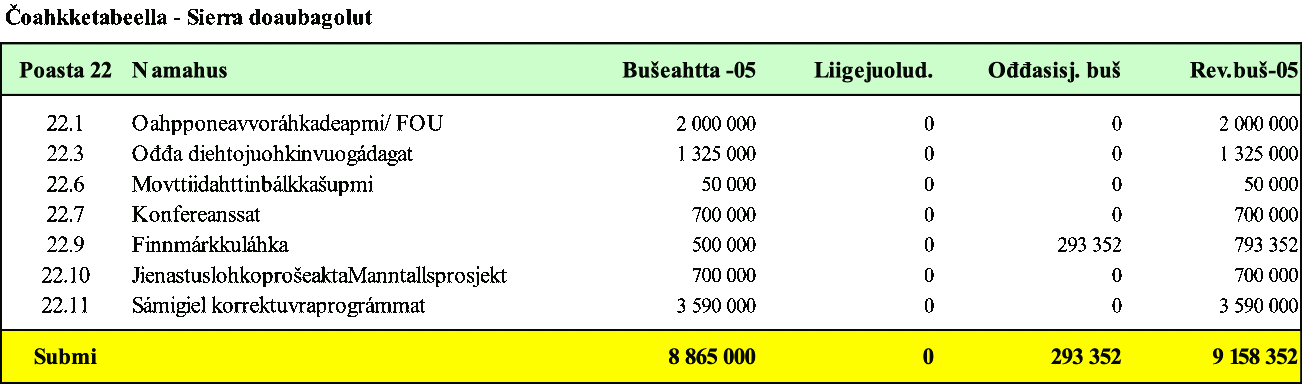 Čoahkketabeella - Sierra doaubagolut
Poasta 22 Namahus Bušeahtta -05 Liigejuolud. Ođđasisj. buš Rev.buš-05
22.1 Oahpponeavvoráhkadeapmi/ FOU 2 000 000 0 0 2 000 000
22.3 Ođđa diehtojuohkinvuogádagat 1 325 000 0 0 1 325 000
22.6 Movttiidahttinbálkkašupmi 50 000 0 0 50 000
22.7 Konfereanssat 700 000 0 0 700 000
22.9 Finnmárkkuláhka 500 000 0 293 352 793 352
22.10 JienastuslohkoprošeaktaManntallsprosjekt 700 000 0 0 700 000
22.11 Sámigiel korrektuvraprográmmat 3 590 000 0 0 3 590 000
Submi 8 865 000 0 293 352 9 158 352